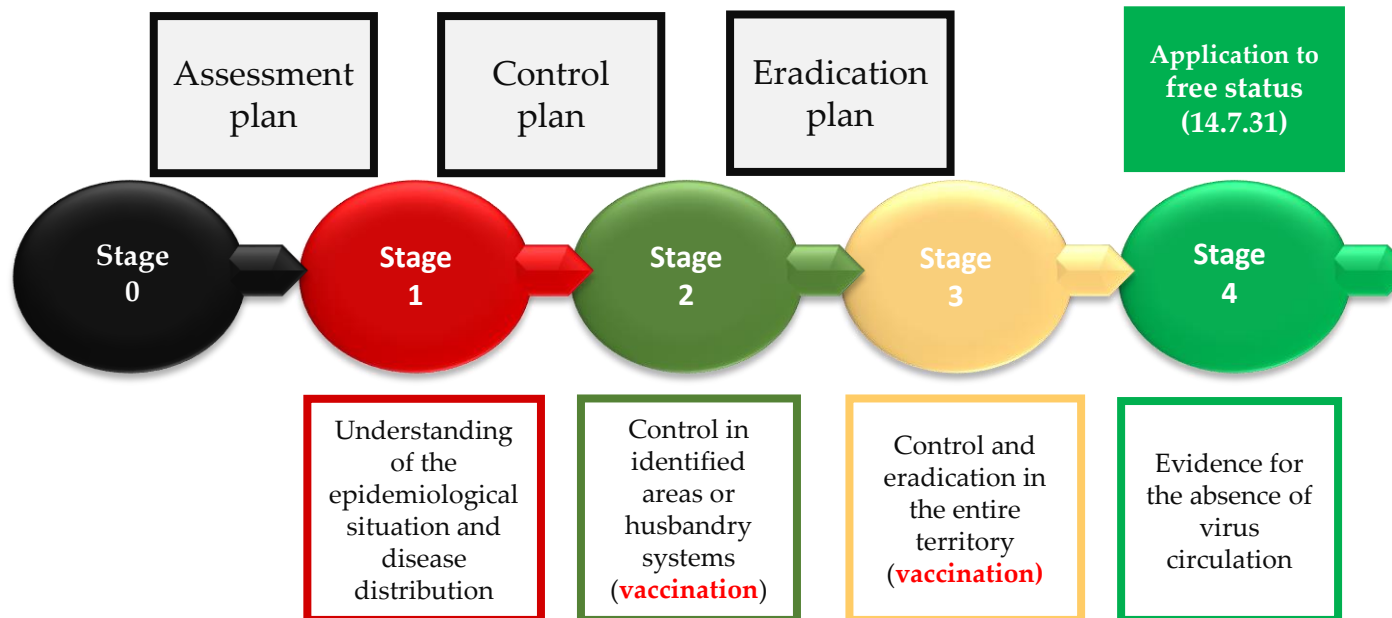 Assessment
plan
Control
plan
Eradication
plan
Application to
free status
(14.7.31)
Stage
0
Stage
1
Stage
2
Stage
3
Stage
4
Understanding
of the
epidemiological
situation and
disease
distribution
Control in
identified
areas or
husbandry
systems
(vaccination)
Control and
eradication in
the entire
territory
(vaccination)
Evidence for
the absence of
virus
circulation